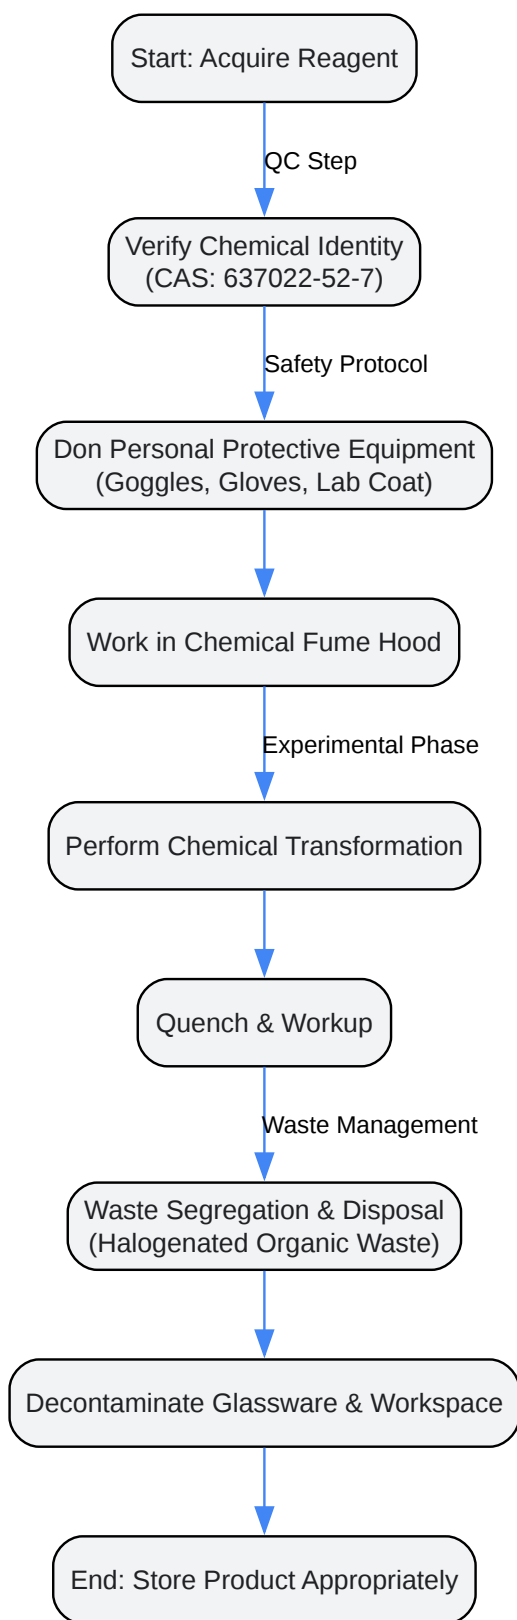 Start: Acquire Reagent
QC Step
Verify Chemical Identity
(CAS: 637022-52-7)
Safety Protocol
Don Personal Protective Equipment
(Goggles, Gloves, Lab Coat)
Work in Chemical Fume Hood
Experimental Phase
Perform Chemical Transformation
Quench & Workup
Waste Management
Waste Segregation & Disposal
(Halogenated Organic Waste)
Decontaminate Glassware & Workspace
End: Store Product Appropriately